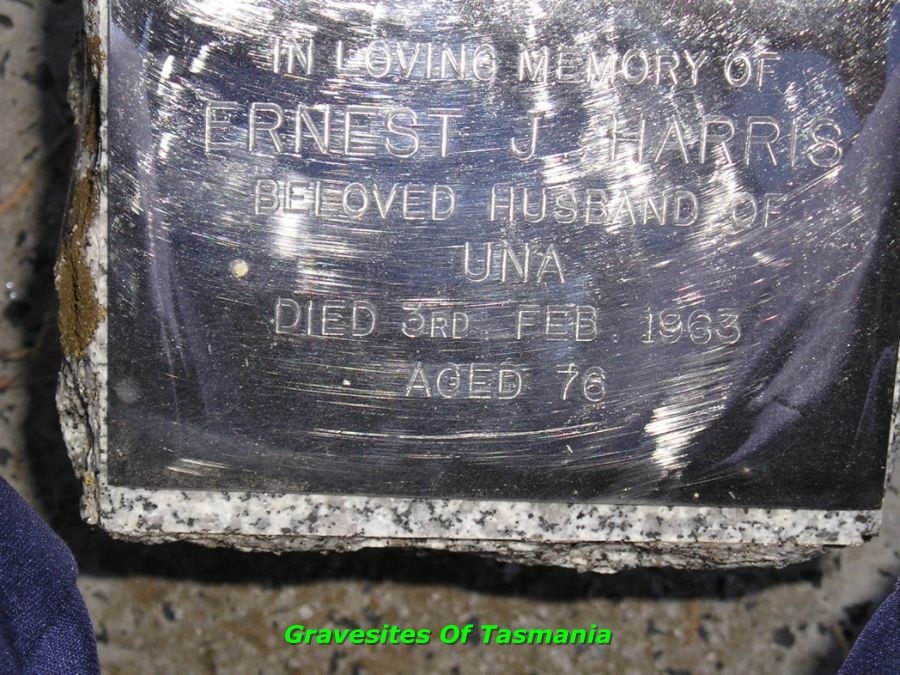 IN LOVING MEMORY OF
ERNEST J. HARRIS
BELOVED HUSBAND OF
UNA
DIED 3RD. FEB. 1963
AGED 76
Gravesites Of Tasmania